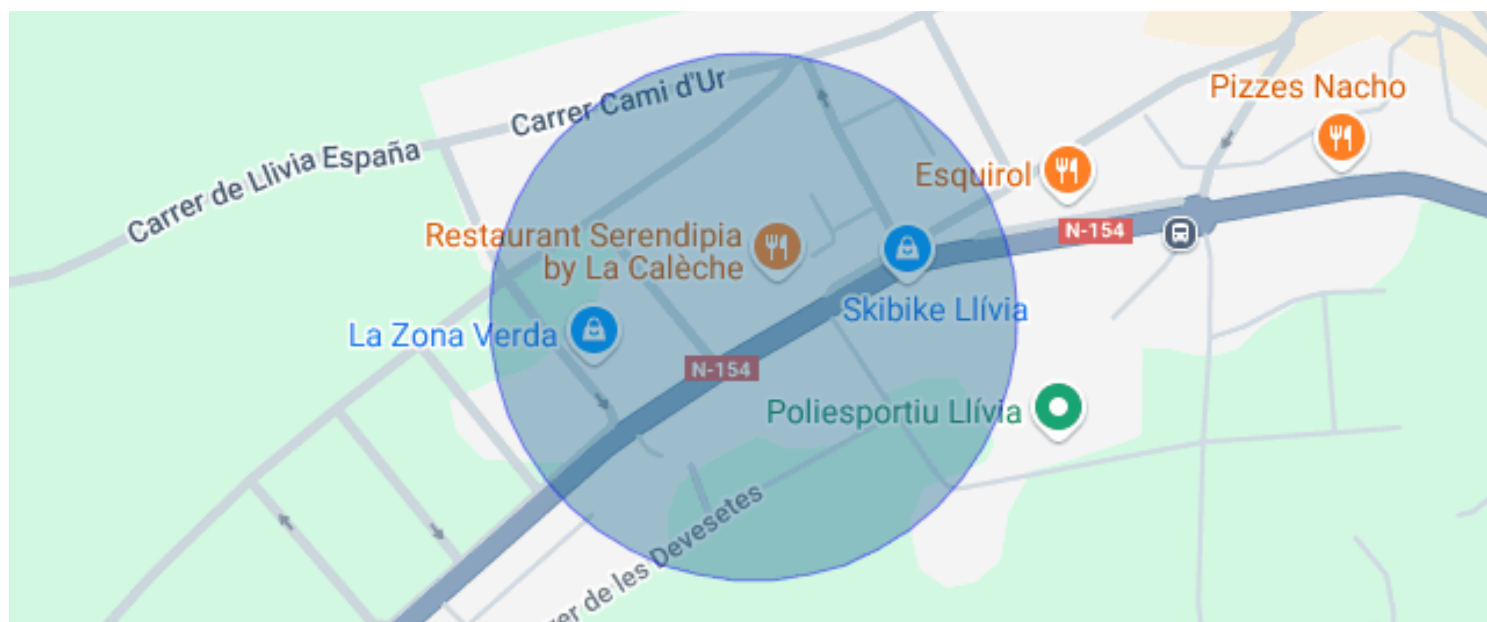 Pizzes Nacho
Carrer Cami d'Ur
Carrer de Llivia España
Esquirol
N-154
Restaurant Serendipia
by La Calèche
Skibike Llívia
La Zona Verda
N-154
Poliesportiu Llívia
de les Devesetes